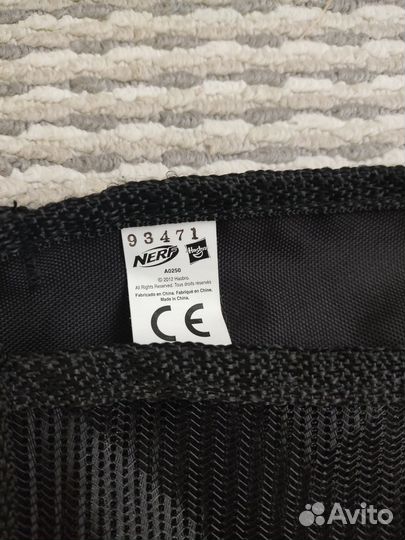 93471
NERF Hasbro
A0250
© 2012 Hasbro.
All Rights Reserved. Tous droits réservés.
Fabricado en China. Fabriqué en Chine.
Made in China.
CE
Avito